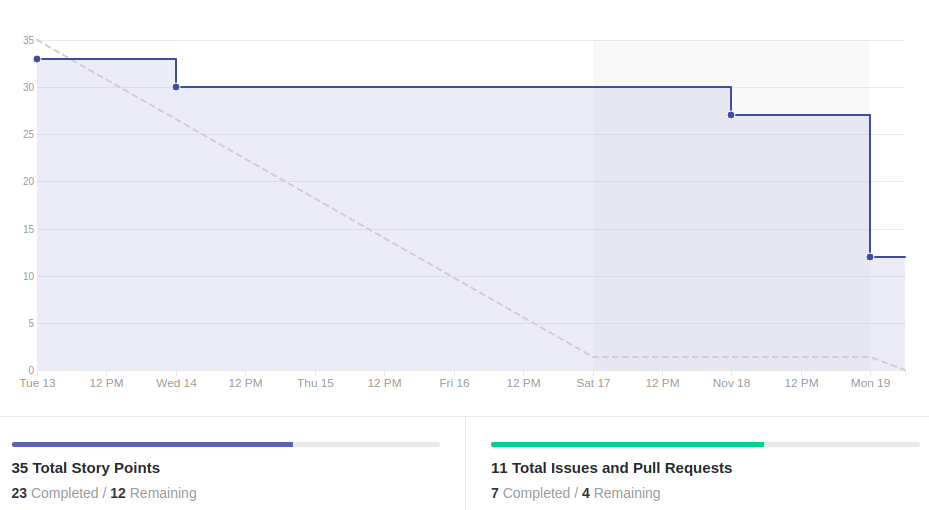 35
30
25
20
15
10
5
0
Tue 13 12 PM Wed 14 12 PM Thu 15 12 PM Fri 16 12 PM Sat 17 12 PM Nov 18 12 PM Mon 19
35 Total Story Points
23 Completed / 12 Remaining
11 Total Issues and Pull Requests
7 Completed / 4 Remaining